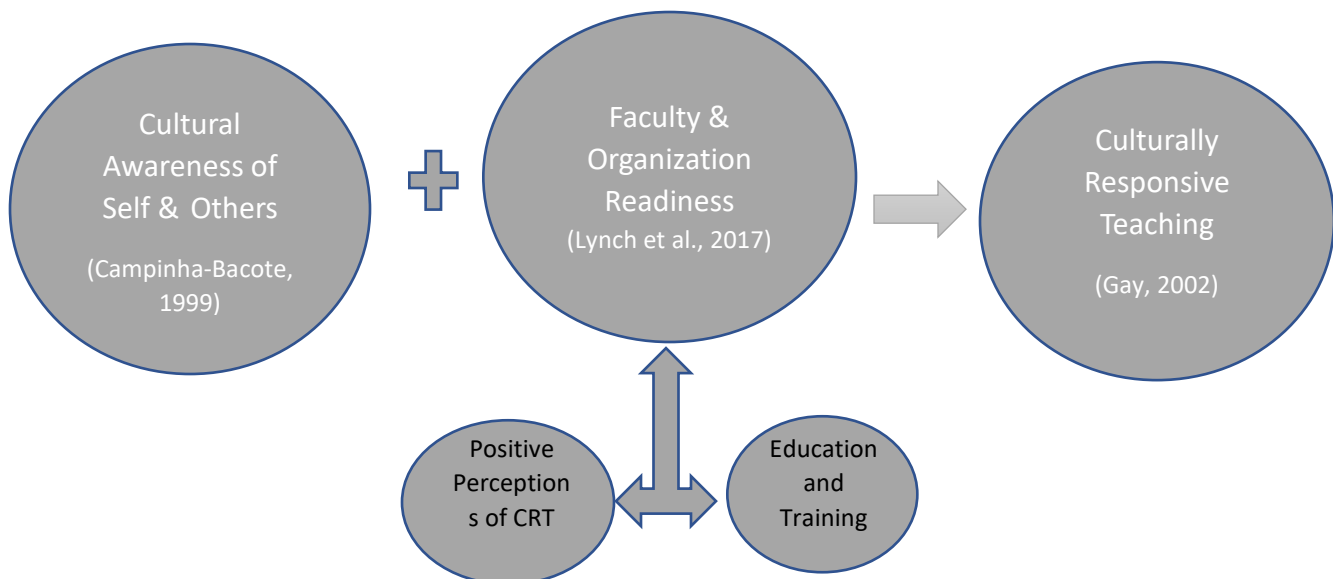 Cultural
Awareness of
Self & Others
(Campinha-Bacote,
1999)
Faculty &
Organization
Readiness
(Lynch et al., 2017)
Culturally
Responsive
Teaching
(Gay, 2002)
Positive
Perception
s of CRT
Education
and
Training